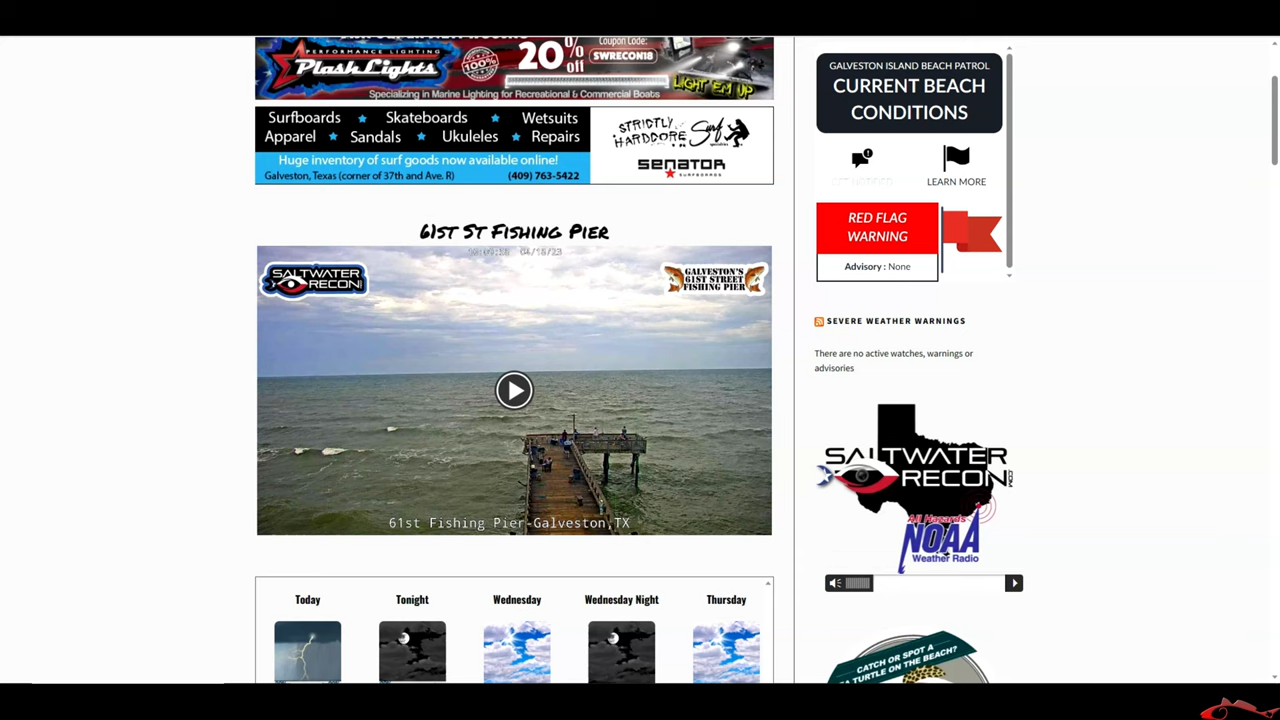 20% off
Coupon Code:
SWRECON18
PERFORMANCE LIGHTING
PlashLights
100%
LIGHT EM UP
Specializing in Marine Lighting for Recreational & Commercial Boats
Surfboards ★ Skateboards ★ Wetsuits
Apparel ★ Sandals ★ Ukuleles ★ Repairs
Huge inventory of surf goods now available online!
Galveston, Texas (corner of 37th and Ave. R) (409) 763-5422
STRICTLY
HARDCORE Surf
SENATOR
SURFBOARDS
61st St Fishing Pier
SALTWATER
RECON
GALVESTON'S
61ST STREET
FISHING PIER
61st Fishing Pier-Galveston,TX
Today Tonight Wednesday Wednesday Night Thursday
GALVESTON ISLAND BEACH PATROL
CURRENT BEACH
CONDITIONS
LEARN MORE
RED FLAG
WARNING
Advisory : None
SEVERE WEATHER WARNINGS
There are no active watches, warnings or
advisories
SALTWATER
RECON.COM
All Hazards
NOAA
Weather Radio
CATCH OR SPOT A
SEA TURTLE ON THE BEACH?